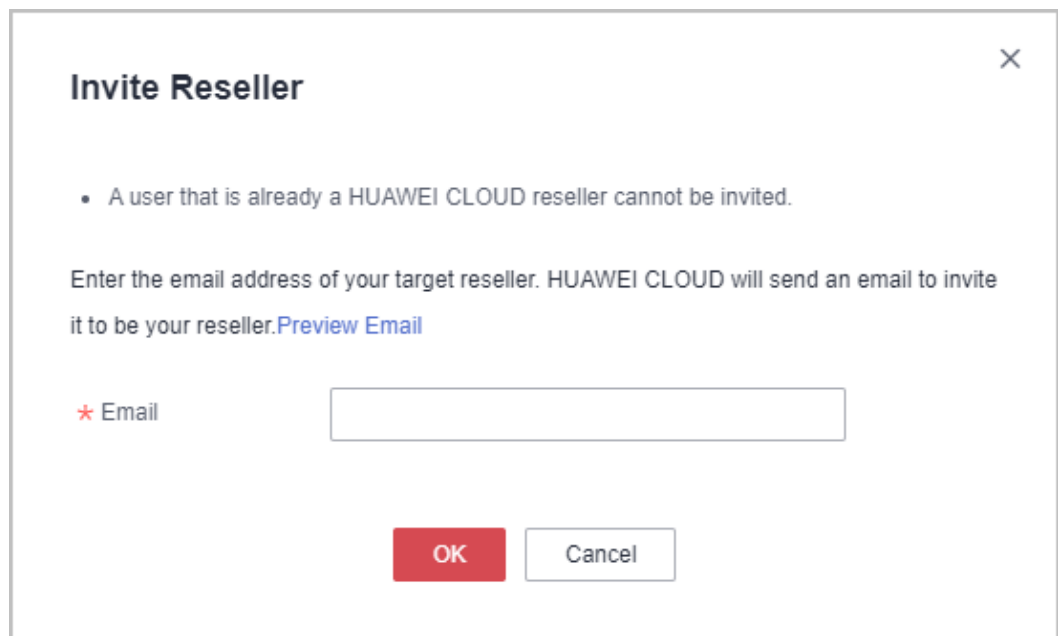 Invite Reseller
• A user that is already a HUAWEI CLOUD reseller cannot be invited.
Enter the email address of your target reseller. HUAWEI CLOUD will send an email to invite
it to be your reseller.Preview Email
* Email
OK Cancel